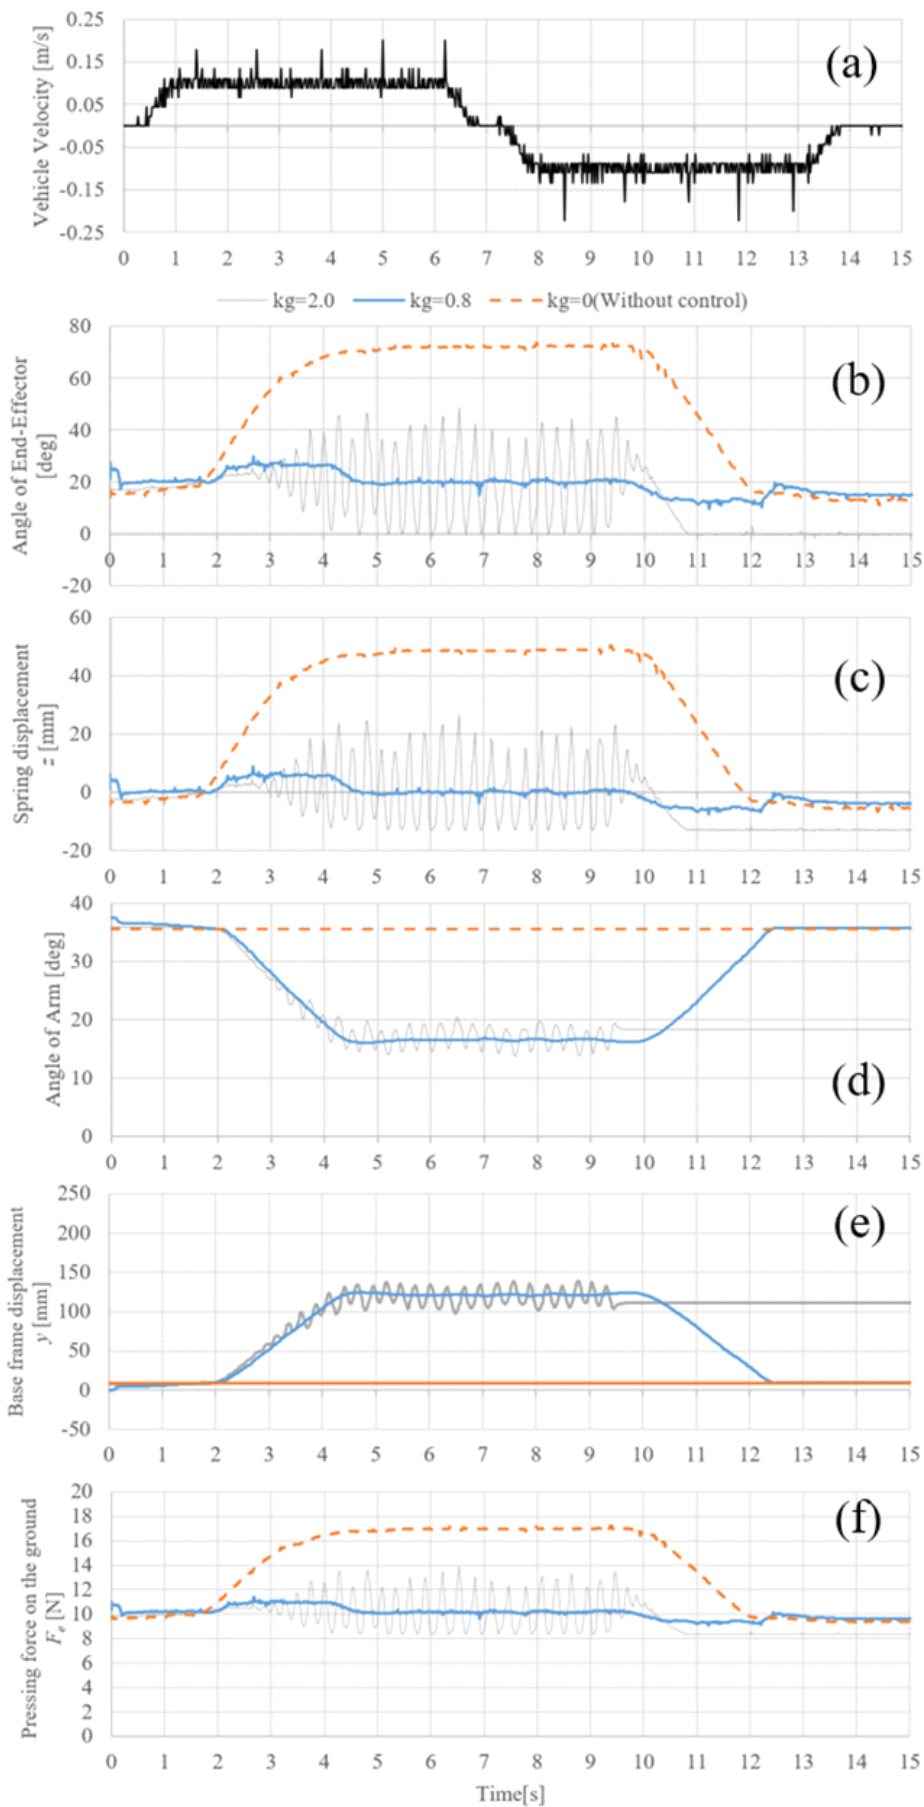 0.25
0.15
0.05
-0.05
-0.15
-0.25
Vehicle Velocity [m/s]
(a)
0 1 2 3 4 5 6 7 8 9 10 11 12 13 14 15
kg=2.0 kg=0.8 kg=0(Without control)
80
60
40
20
0
-20
Angle of End-Effector
[deg]
(b)
0 1 2 3 4 5 6 7 8 9 10 11 12 13 14 15
60
40
20
0
-20
Spring displacement
z [mm]
(c)
0 1 2 3 4 5 6 7 8 9 10 11 12 13 14 15
40
30
20
10
0
Angle of Arm [deg]
(d)
0 1 2 3 4 5 6 7 8 9 10 11 12 13 14 15
250
200
150
100
50
0
-50
Base frame displacement
y [mm]
(e)
0 1 2 3 4 5 6 7 8 9 10 11 12 13 14 15
20
18
16
14
12
10
8
6
4
2
0
Pressing force on the ground
Fe [N]
(f)
0 1 2 3 4 5 6 7 8 9 10 11 12 13 14 15
Time[s]